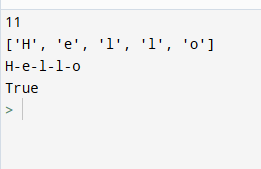 11
['H', 'e', 'l', 'l', 'o']
H-e-l-l-o
True
>